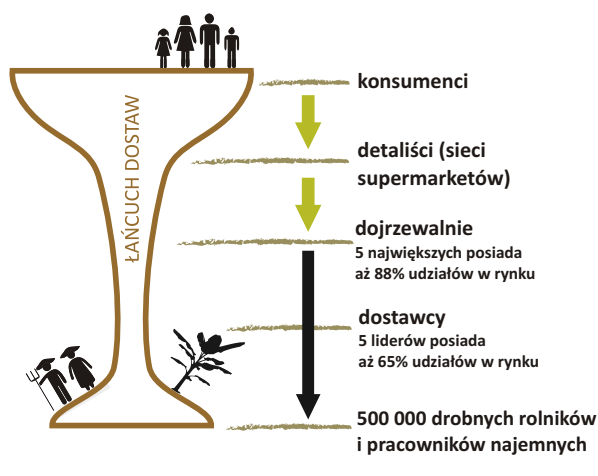 ŁAŃCUCH DOSTAW
konsumenci
detaliści (sieci
supermarketów)
dojrzewalnie
5 największych posiada
aż 88% udziałów w rynku
dostawcy
5 liderów posiada
aż 65% udziałów w rynku
500 000 drobnych rolników
i pracowników najemnych